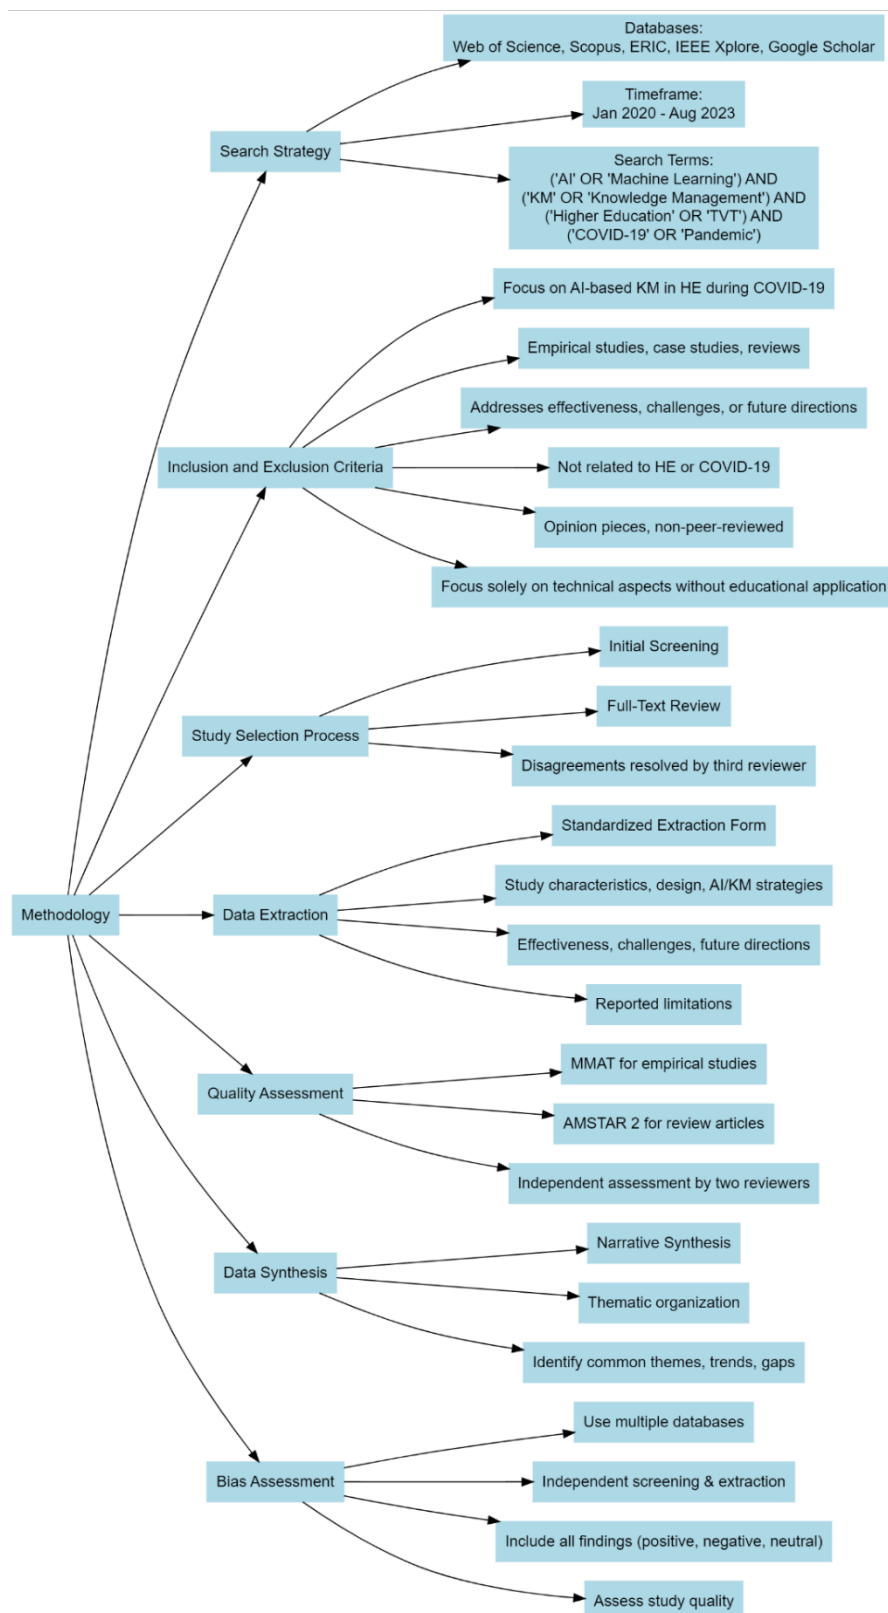 Databases:
Web of Science, Scopus, ERIC, IEEE Xplore, Google Scholar
Timeframe:
Jan 2020 - Aug 2023
Search Strategy
Search Terms:
('AI' OR 'Machine Learning') AND
('KM' OR 'Knowledge Management') AND
('Higher Education' OR 'TVT') AND
('COVID-19' OR 'Pandemic')
Focus on AI-based KM in HE during COVID-19
Empirical studies, case studies, reviews
Addresses effectiveness, challenges, or future directions
Inclusion and Exclusion Criteria
Not related to HE or COVID-19
Opinion pieces, non-peer-reviewed
Focus solely on technical aspects without educational application
Initial Screening
Full-Text Review
Study Selection Process
Disagreements resolved by third reviewer
Standardized Extraction Form
Study characteristics, design, AI/KM strategies
Methodology
Data Extraction
Effectiveness, challenges, future directions
Reported limitations
MMAT for empirical studies
Quality Assessment
AMSTAR 2 for review articles
Independent assessment by two reviewers
Narrative Synthesis
Data Synthesis
Thematic organization
Identify common themes, trends, gaps
Use multiple databases
Bias Assessment
Independent screening & extraction
Include all findings (positive, negative, neutral)
Assess study quality